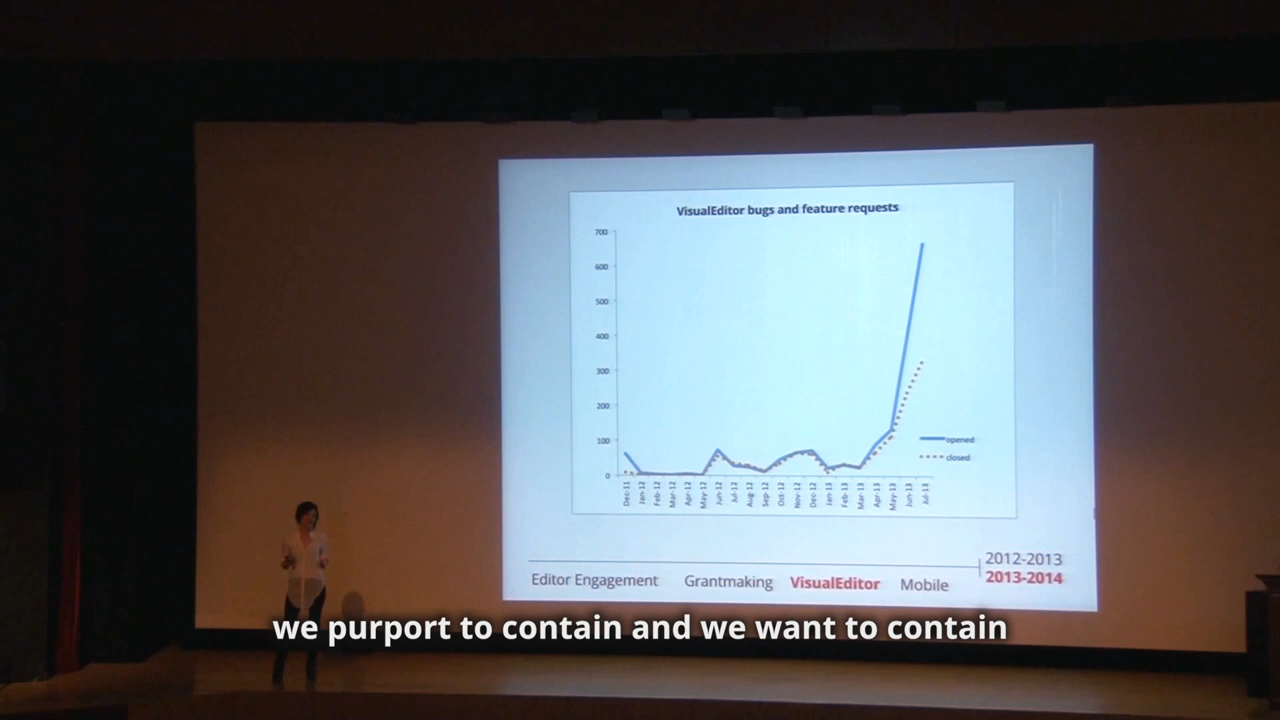 VisualEditor bugs and feature requests
700
600
500
400
300
200
100
0
opened
closed
Dec-11
Jan-12
Feb-12
Mar-12
Apr-12
May-12
Jun-12
Jul-12
Aug-12
Sep-12
Oct-12
Nov-12
Dec-12
Jan-13
Feb-13
Mar-13
Apr-13
May-13
Jun-13
Jul-13
2012-2013
2013-2014
Editor Engagement Grantmaking VisualEditor Mobile
we purport to contain and we want to contain